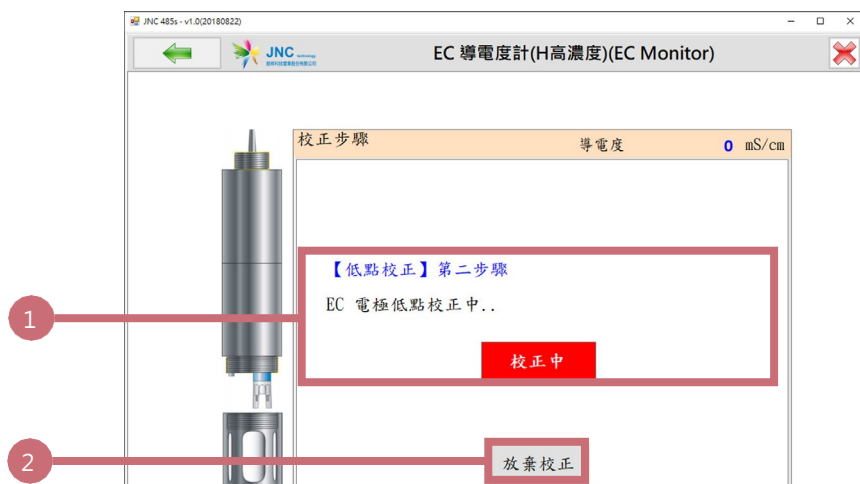 JNC 485s - v1.0(20180822)
JNC Technology
EC 導電度計(H高濃度)(EC Monitor)
校正步驟
導電度
0 mS/cm
【低點校正】第二步驟
EC 電極低點校正中..
校正中
1
放棄校正
2